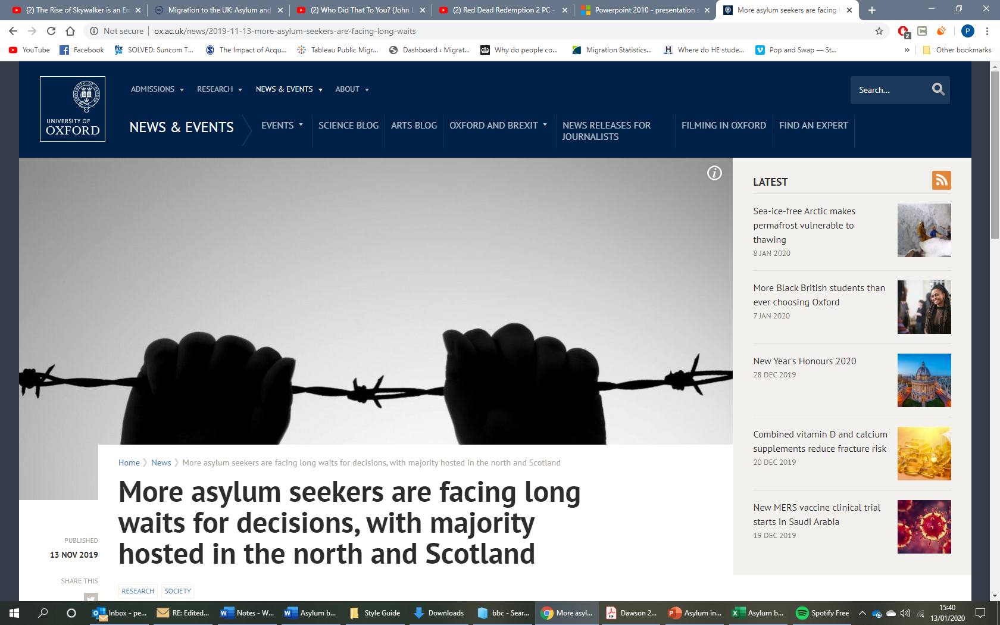 (2) The Rise of Skywalker is an Er
Migration to the UK: Asylum and
(2) Who Did That To You? (John L
(2) Red Dead Redemption 2 PC -
Powerpoint 2010 - presentation s
More asylum seekers are facing l
Not secure | ox.ac.uk/news/2019-11-13-more-asylum-seekers-are-facing-long-waits
P
2
YouTube
Facebook
SOLVED: Suncom T...
The Impact of Acqu...
Tableau Public Migr...
Dashboard ‹ Migrat...
Why do people co...
Migration Statistics...
Where do HE stude...
Pop and Swap — St...
»
Other bookmarks
UNIVERSITY OF
OXFORD
ADMISSIONS
RESEARCH
NEWS & EVENTS
ABOUT
Search...
NEWS & EVENTS
EVENTS
SCIENCE BLOG
ARTS BLOG
OXFORD AND BREXIT
NEWS RELEASES FOR
JOURNALISTS
FILMING IN OXFORD
FIND AN EXPERT
LATEST
Sea-ice-free Arctic makes
permafrost vulnerable to
thawing
8 JAN 2020
More Black British students than
ever choosing Oxford
7 JAN 2020
New Year's Honours 2020
28 DEC 2019
Combined vitamin D and calcium
supplements reduce fracture risk
20 DEC 2019
New MERS vaccine clinical trial
starts in Saudi Arabia
19 DEC 2019
Home
News
More asylum seekers are facing long waits for decisions, with majority hosted in the north and Scotland
More asylum seekers are facing long
waits for decisions, with majority
hosted in the north and Scotland
PUBLISHED
13 NOV 2019
SHARE THIS
RESEARCH
SOCIETY
Inbox - pe...
RE: Edited...
Notes - W...
Asylum b...
Style Guide
Downloads
bbc - Sear...
More asyl...
Dawson 2...
Asylum in...
Asylum b...
Spotify Free
15:40
13/01/2020